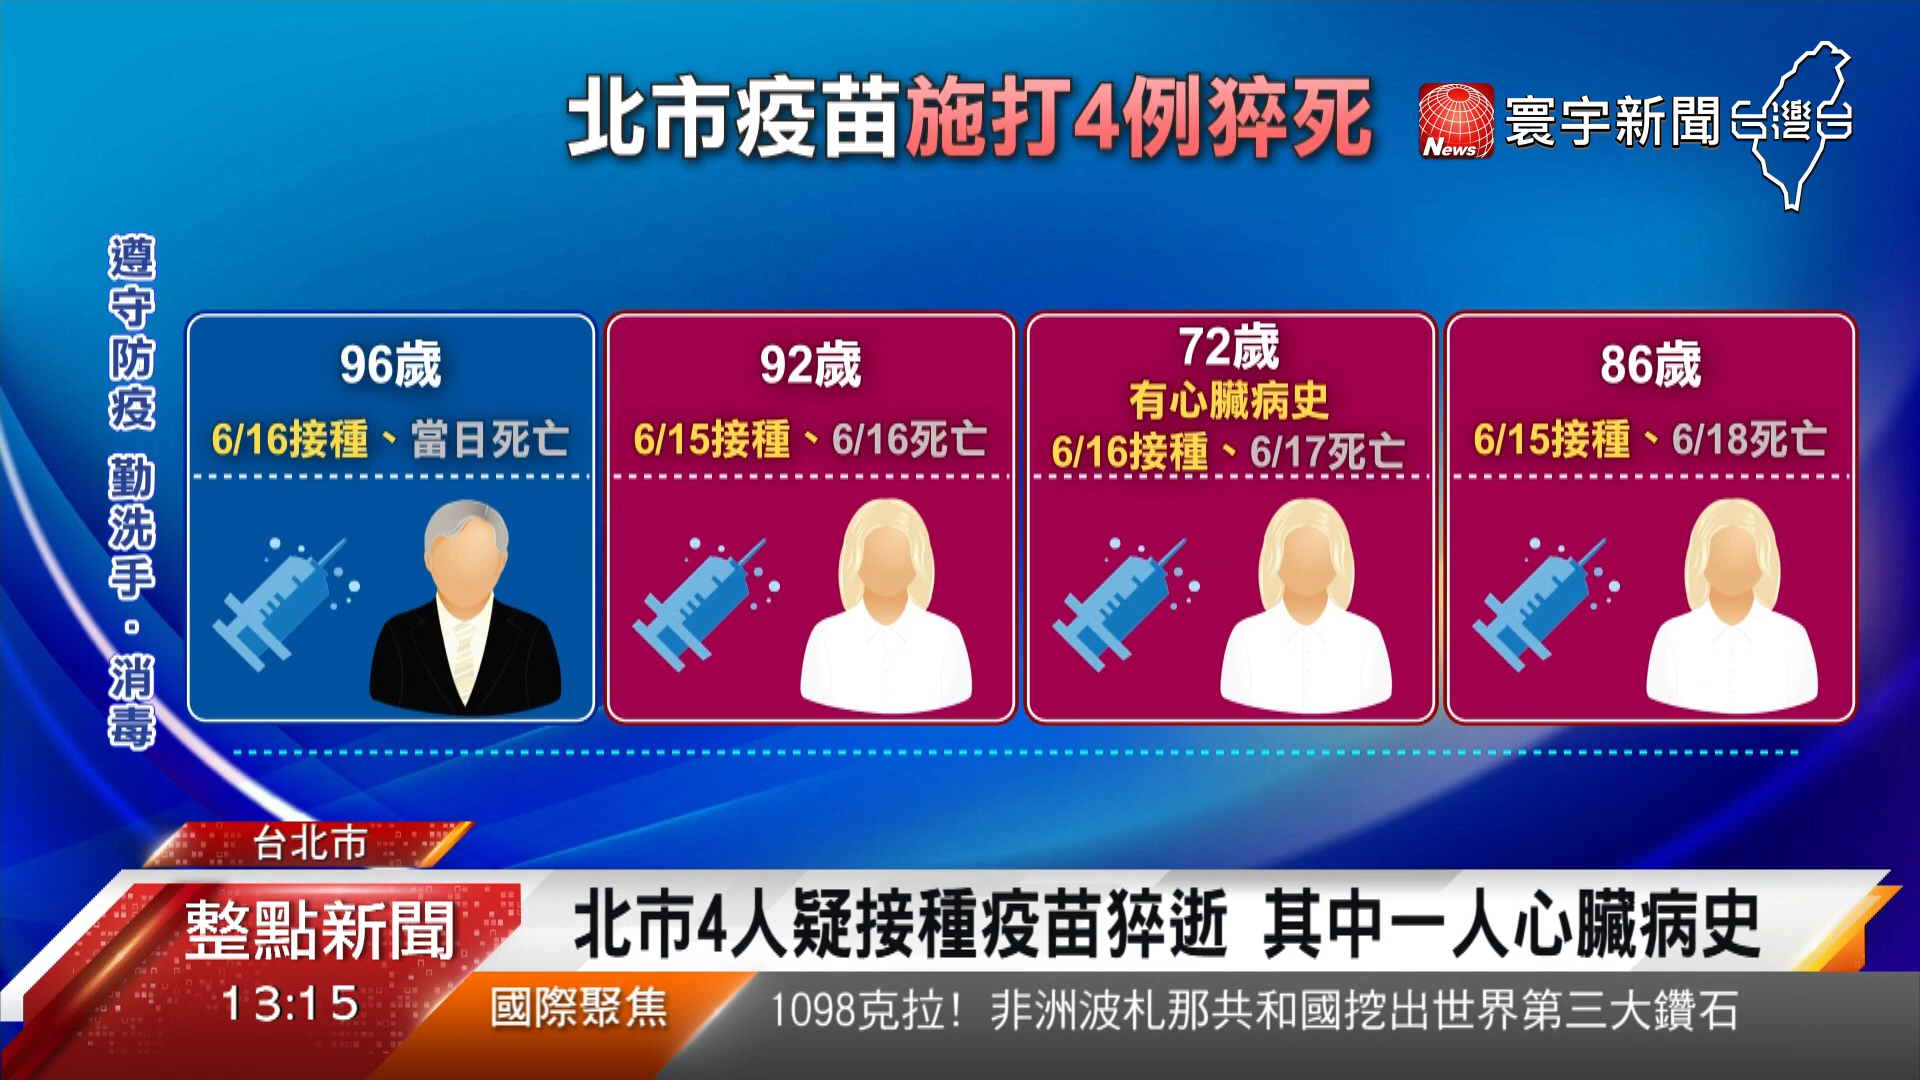 北市疫苗施打4例猝死
News 寰宇新聞 台灣台
遵守防疫 勤洗手·消毒
96歲
6/16接種、當日死亡
92歲
6/15接種、6/16死亡
72歲
有心臟病史
6/16接種、6/17死亡
86歲
6/15接種、6/18死亡
台北市
整點新聞
13:15
北市4人疑接種疫苗猝逝 其中一人心臟病史
國際聚焦
1098克拉！非洲波札那共和國挖出世界第三大鑽石